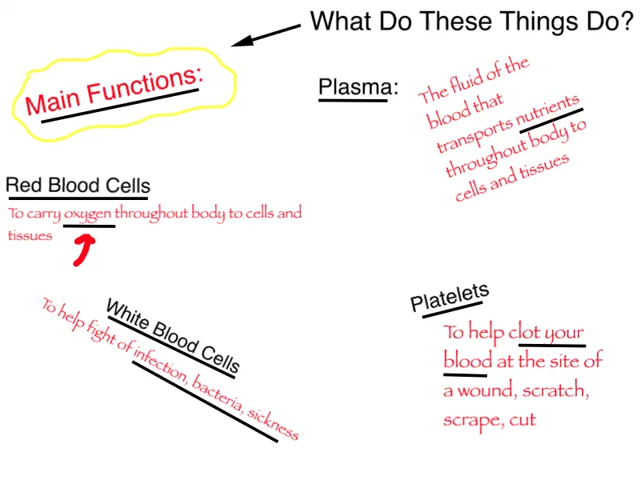 What Do These Things Do?
Main Functions:
Plasma:
The fluid of the
blood that
transports nutrients
throughout body to
cells and tissues
Red Blood Cells
To carry oxygen throughout body to cells and
tissues
White Blood Cells
To help fight of infection, bacteria, sickness
Platelets
To help clot your
blood at the site of
a wound, scratch,
scrape, cut